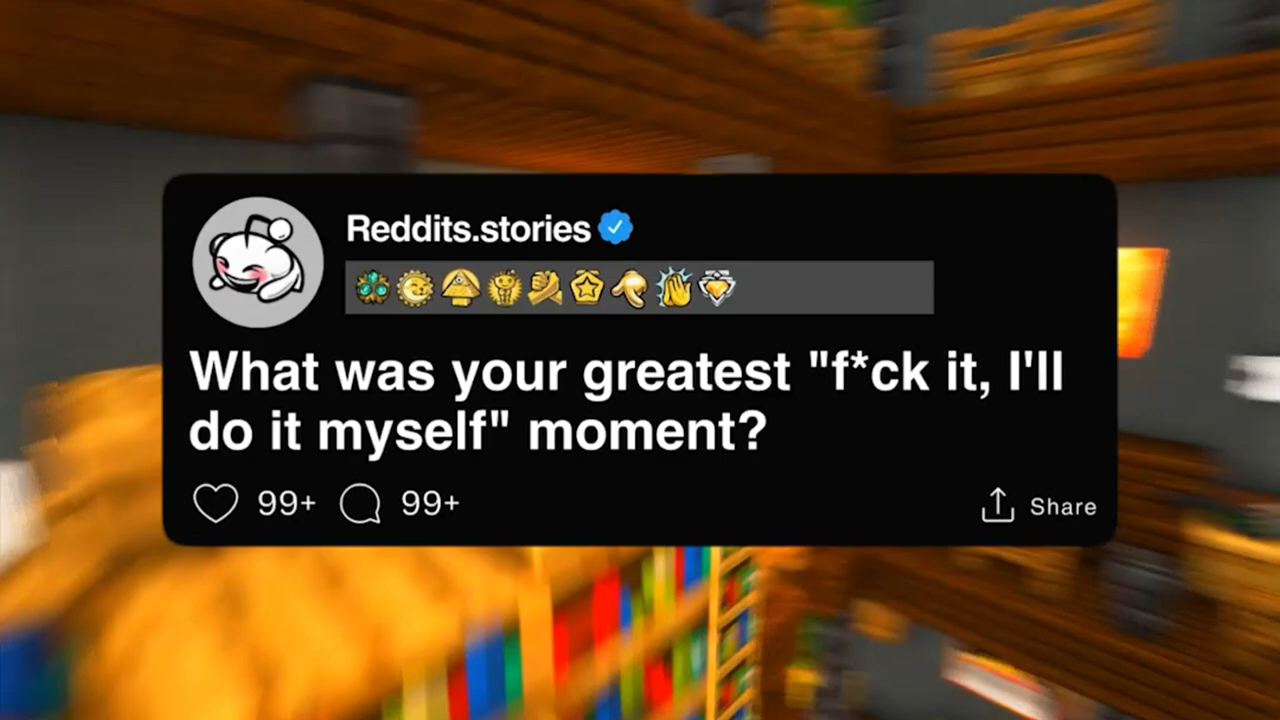 Reddits.stories
What was your greatest "f*ck it, I'll
do it myself" moment?
99+ 99+ Share